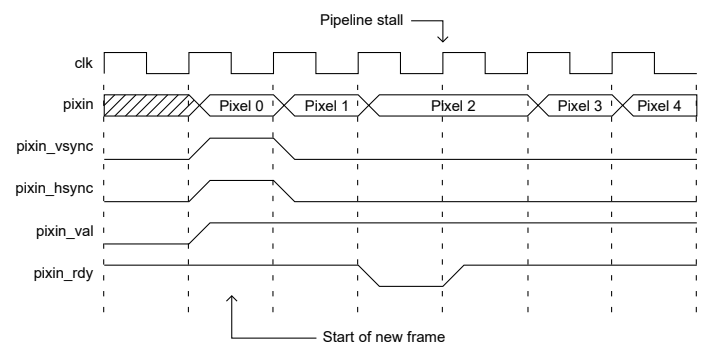 Pipeline stall
clk
pixin
Pixel 0
Pixel 1
PIxel 2
Pixel 3
Pixel 4
pixin_vsync
pixin_hsync
pixin_val
pixin_rdy
Start of new frame